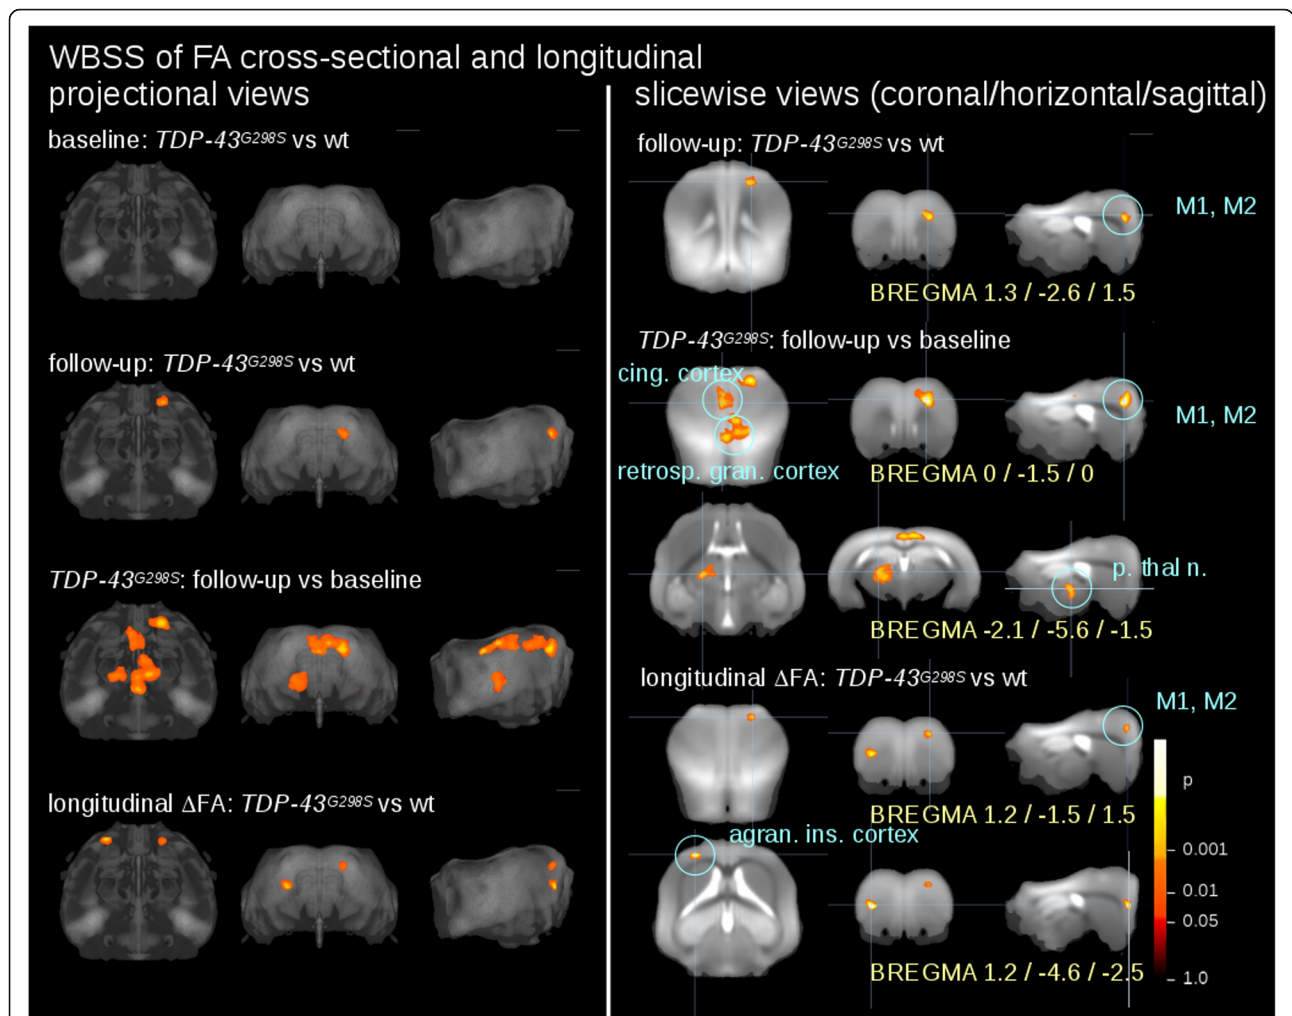 WBSS of FA cross-sectional and longitudinal
projectional views
baseline: TDP-43G298S vs wt
follow-up: TDP-43G298S vs wt
TDP-43G298S: follow-up vs baseline
longitudinal ΔFA: TDP-43G298S vs wt
slicewise views (coronal/horizontal/sagittal)
follow-up: TDP-43G298S vs wt
M1, M2
BREGMA 1.3 / -2.6 / 1.5
TDP-43G298S: follow-up vs baseline
cing. cortex
M1, M2
retrosp. gran. cortex
BREGMA 0 / -1.5 / 0
p. thal n.
BREGMA -2.1 / -5.6 / -1.5
longitudinal ΔFA: TDP-43G298S vs wt
M1, M2
BREGMA 1.2 / -1.5 / 1.5
agran. ins. cortex
BREGMA 1.2 / -4.6 / -2.5
p
0.001
0.01
0.05
1.0